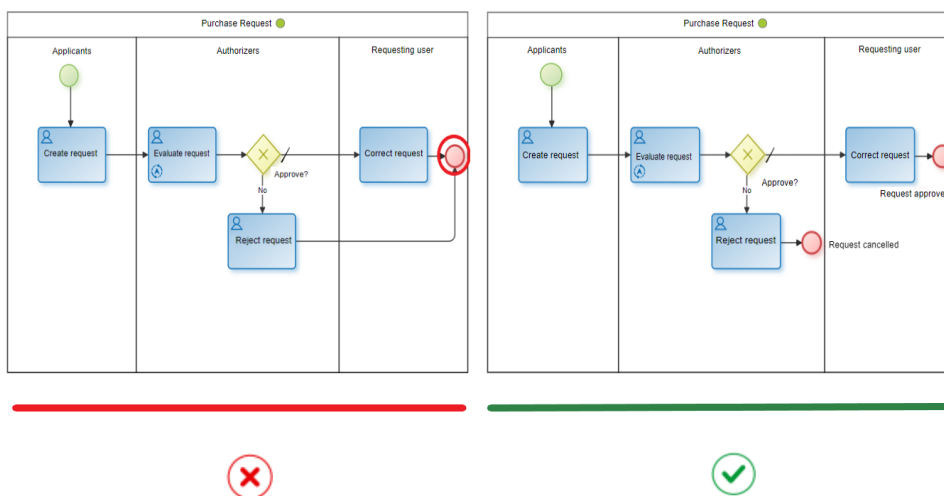 Purchase Request
Applicants
Authorizers
Requesting user
Create request
Evaluate request
Approve?
Correct request
No
Reject request
Purchase Request
Applicants
Authorizers
Requesting user
Create request
Evaluate request
Approve?
Correct request
Request approve
No
Reject request
Request cancelled